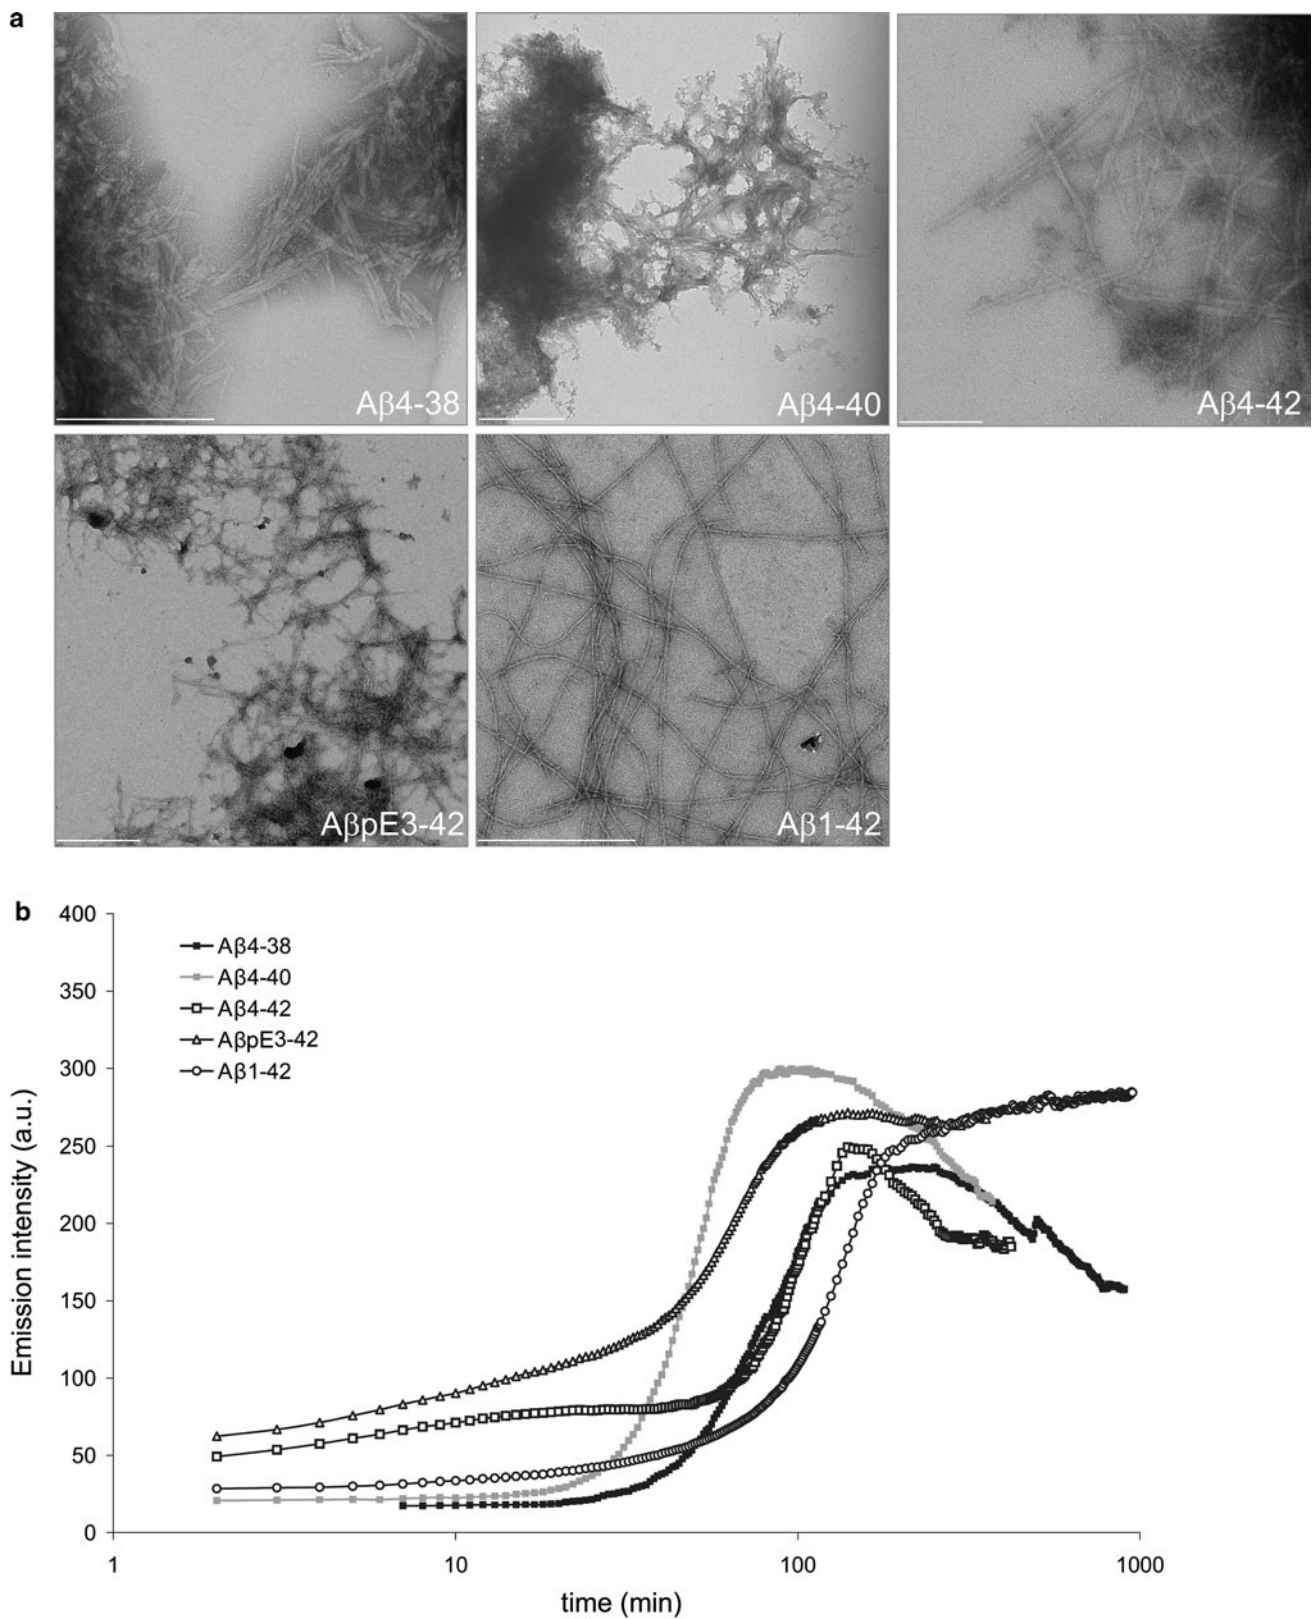 a
Aβ4-38
Aβ4-40
Aβ4-42
AβpE3-42
Aβ1-42
b
400
350
300
250
200
150
100
50
0
Emission intensity (a.u.)
Aβ4-38
Aβ4-40
Aβ4-42
AβpE3-42
Aβ1-42
1
10
100
1000
time (min)